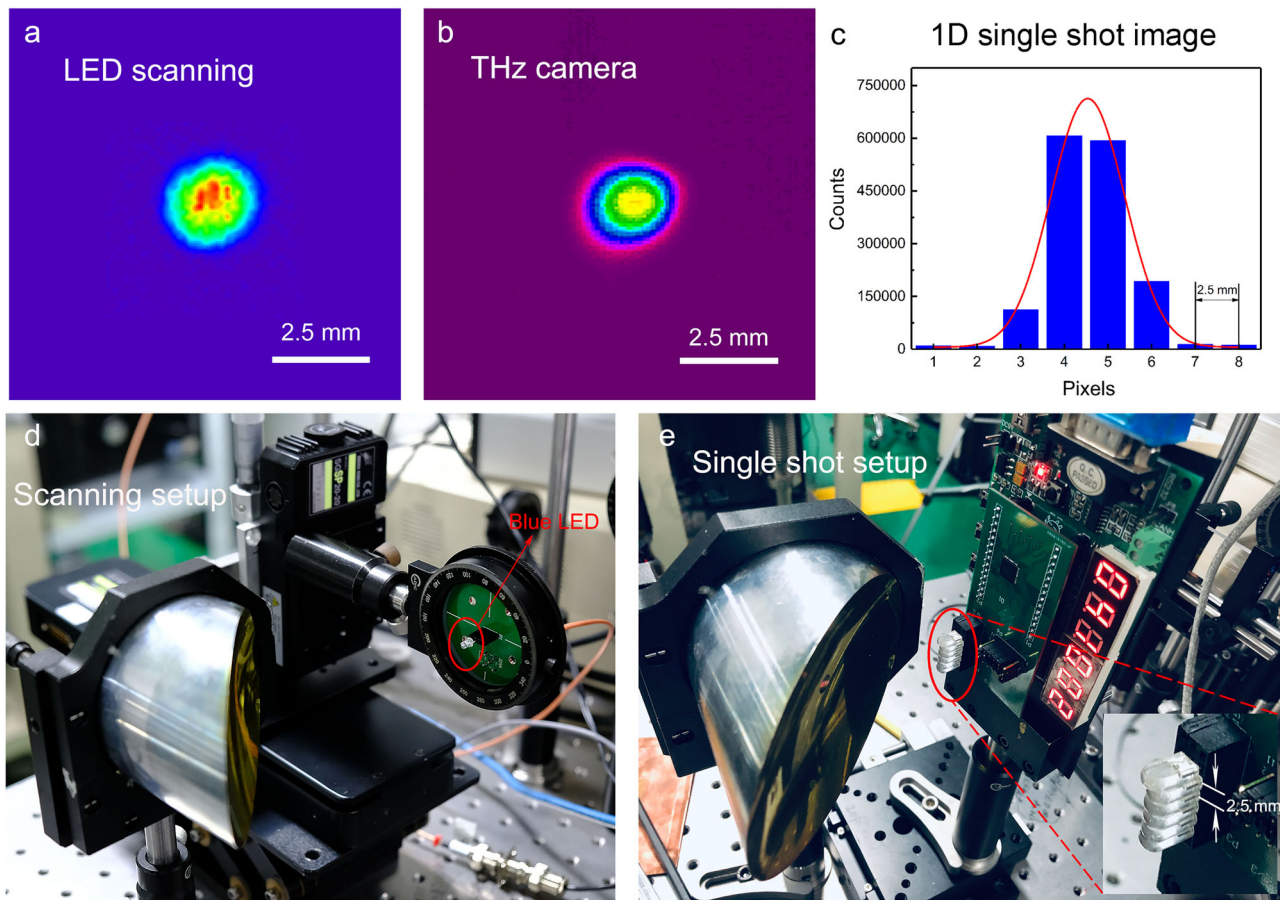 a
LED scanning
2.5 mm
b
THz camera
2.5 mm
c
1D single shot image
750000
600000
450000
300000
150000
0
Counts
2.5 mm
1 2 3 4 5 6 7 8
Pixels
d
Scanning setup
Blue LED
e
Single shot setup
Q.C.
PASSED
2.5 mm